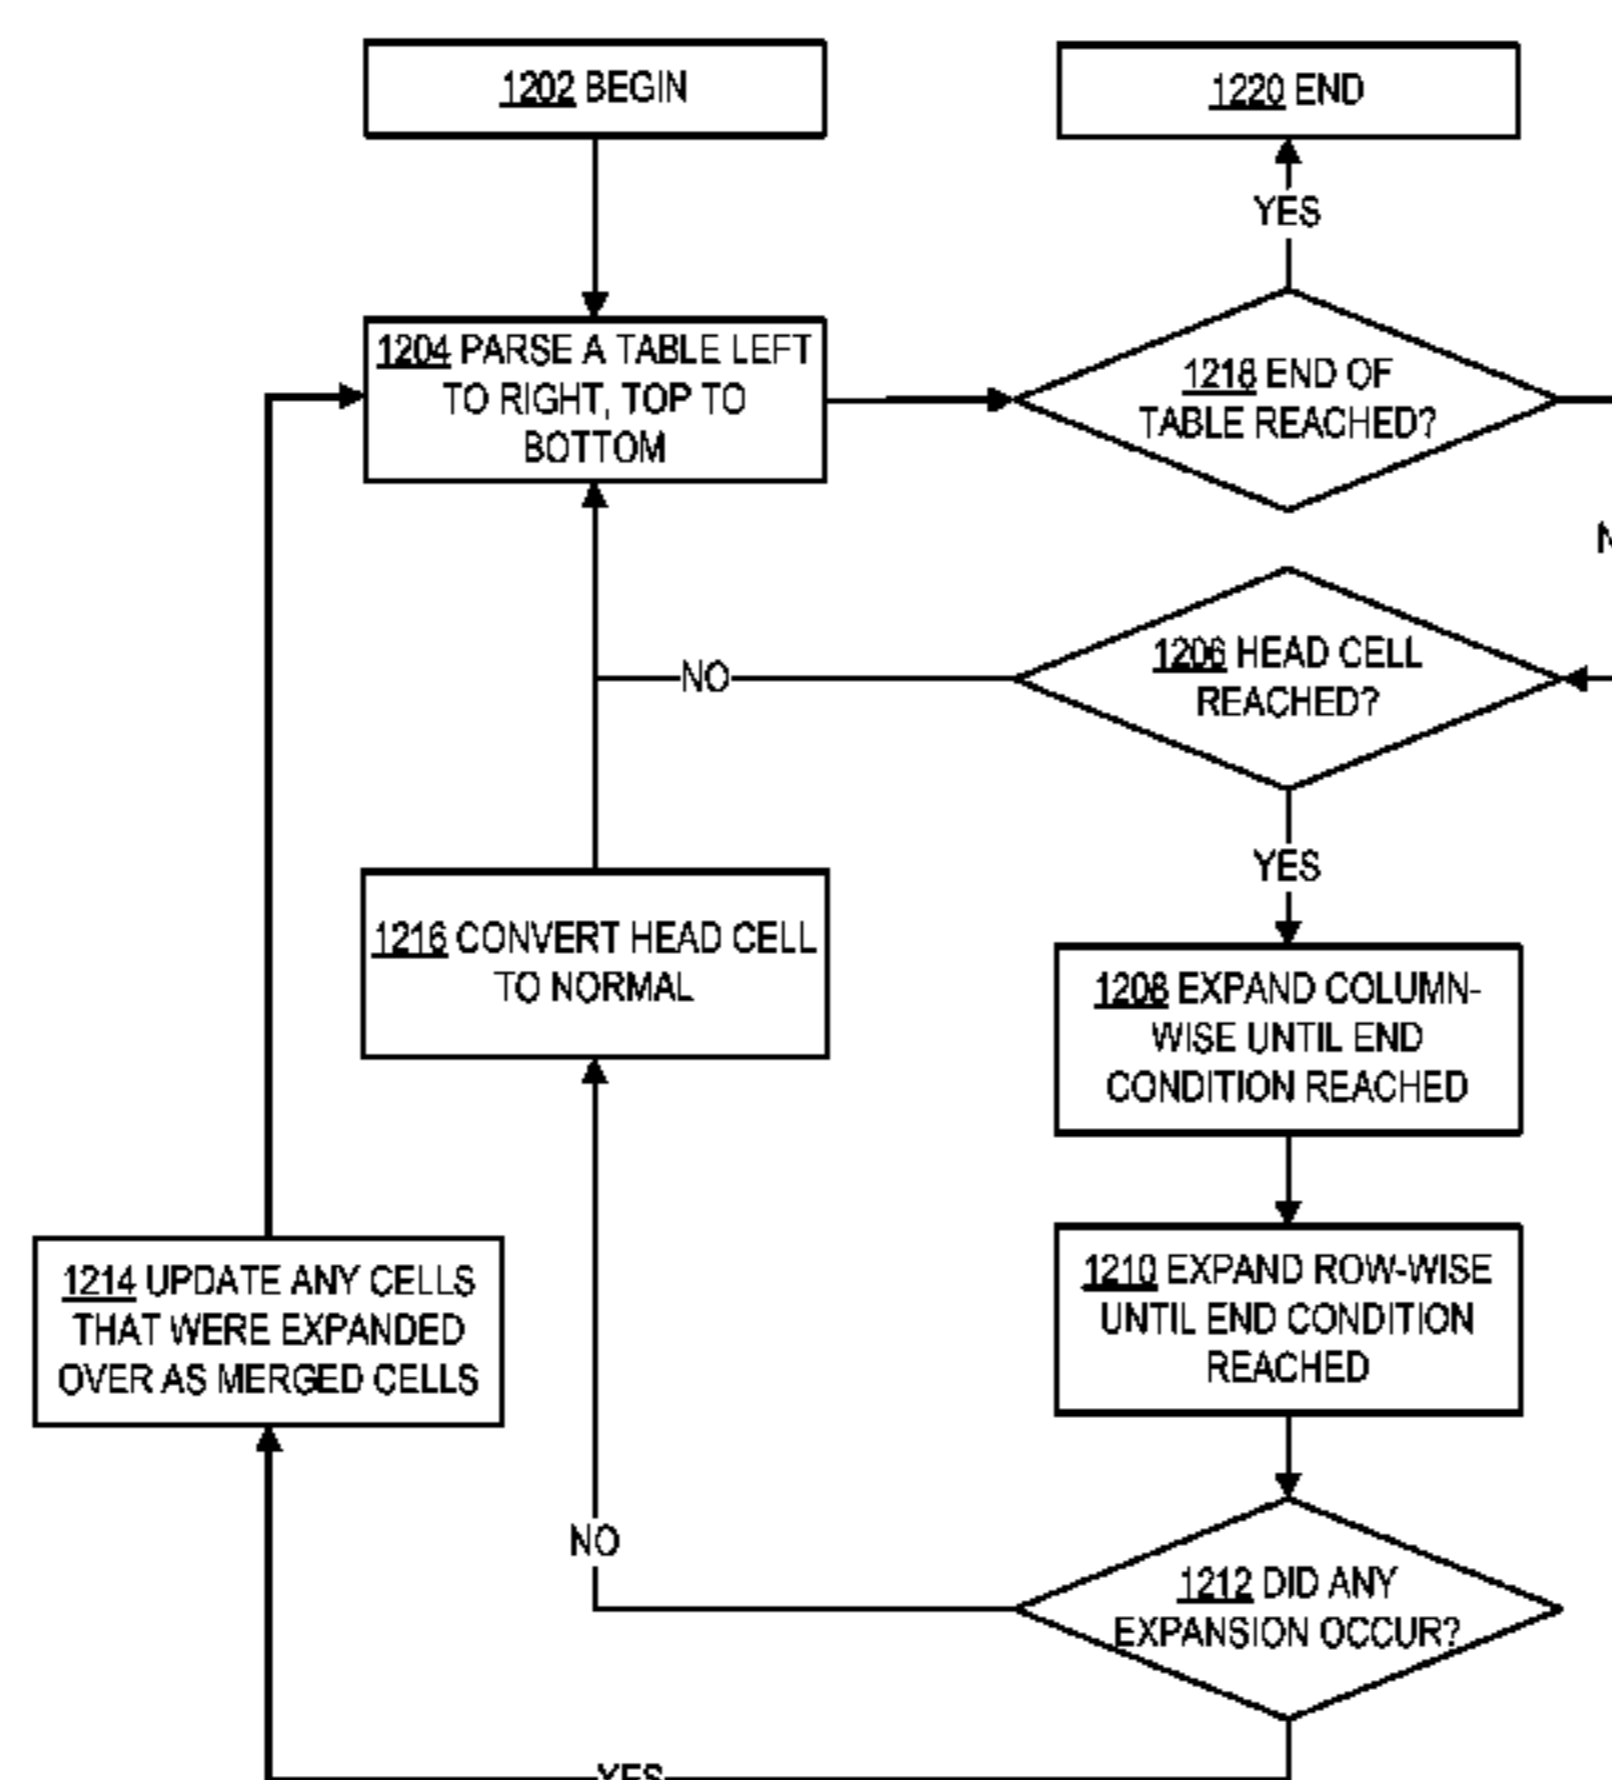 1202 BEGIN
1220 END
YES
1204 PARSE A TABLE LEFT
TO RIGHT, TOP TO
BOTTOM
1218 END OF
TABLE REACHED?
1206 HEAD CELL
REACHED?
NO
YES
1216 CONVERT HEAD CELL
TO NORMAL
1208 EXPAND COLUMN-
WISE UNTIL END
CONDITION REACHED
1214 UPDATE ANY CELLS
THAT WERE EXPANDED
OVER AS MERGED CELLS
1210 EXPAND ROW-WISE
UNTIL END CONDITION
REACHED
NO
1212 DID ANY
EXPANSION OCCUR?
YES